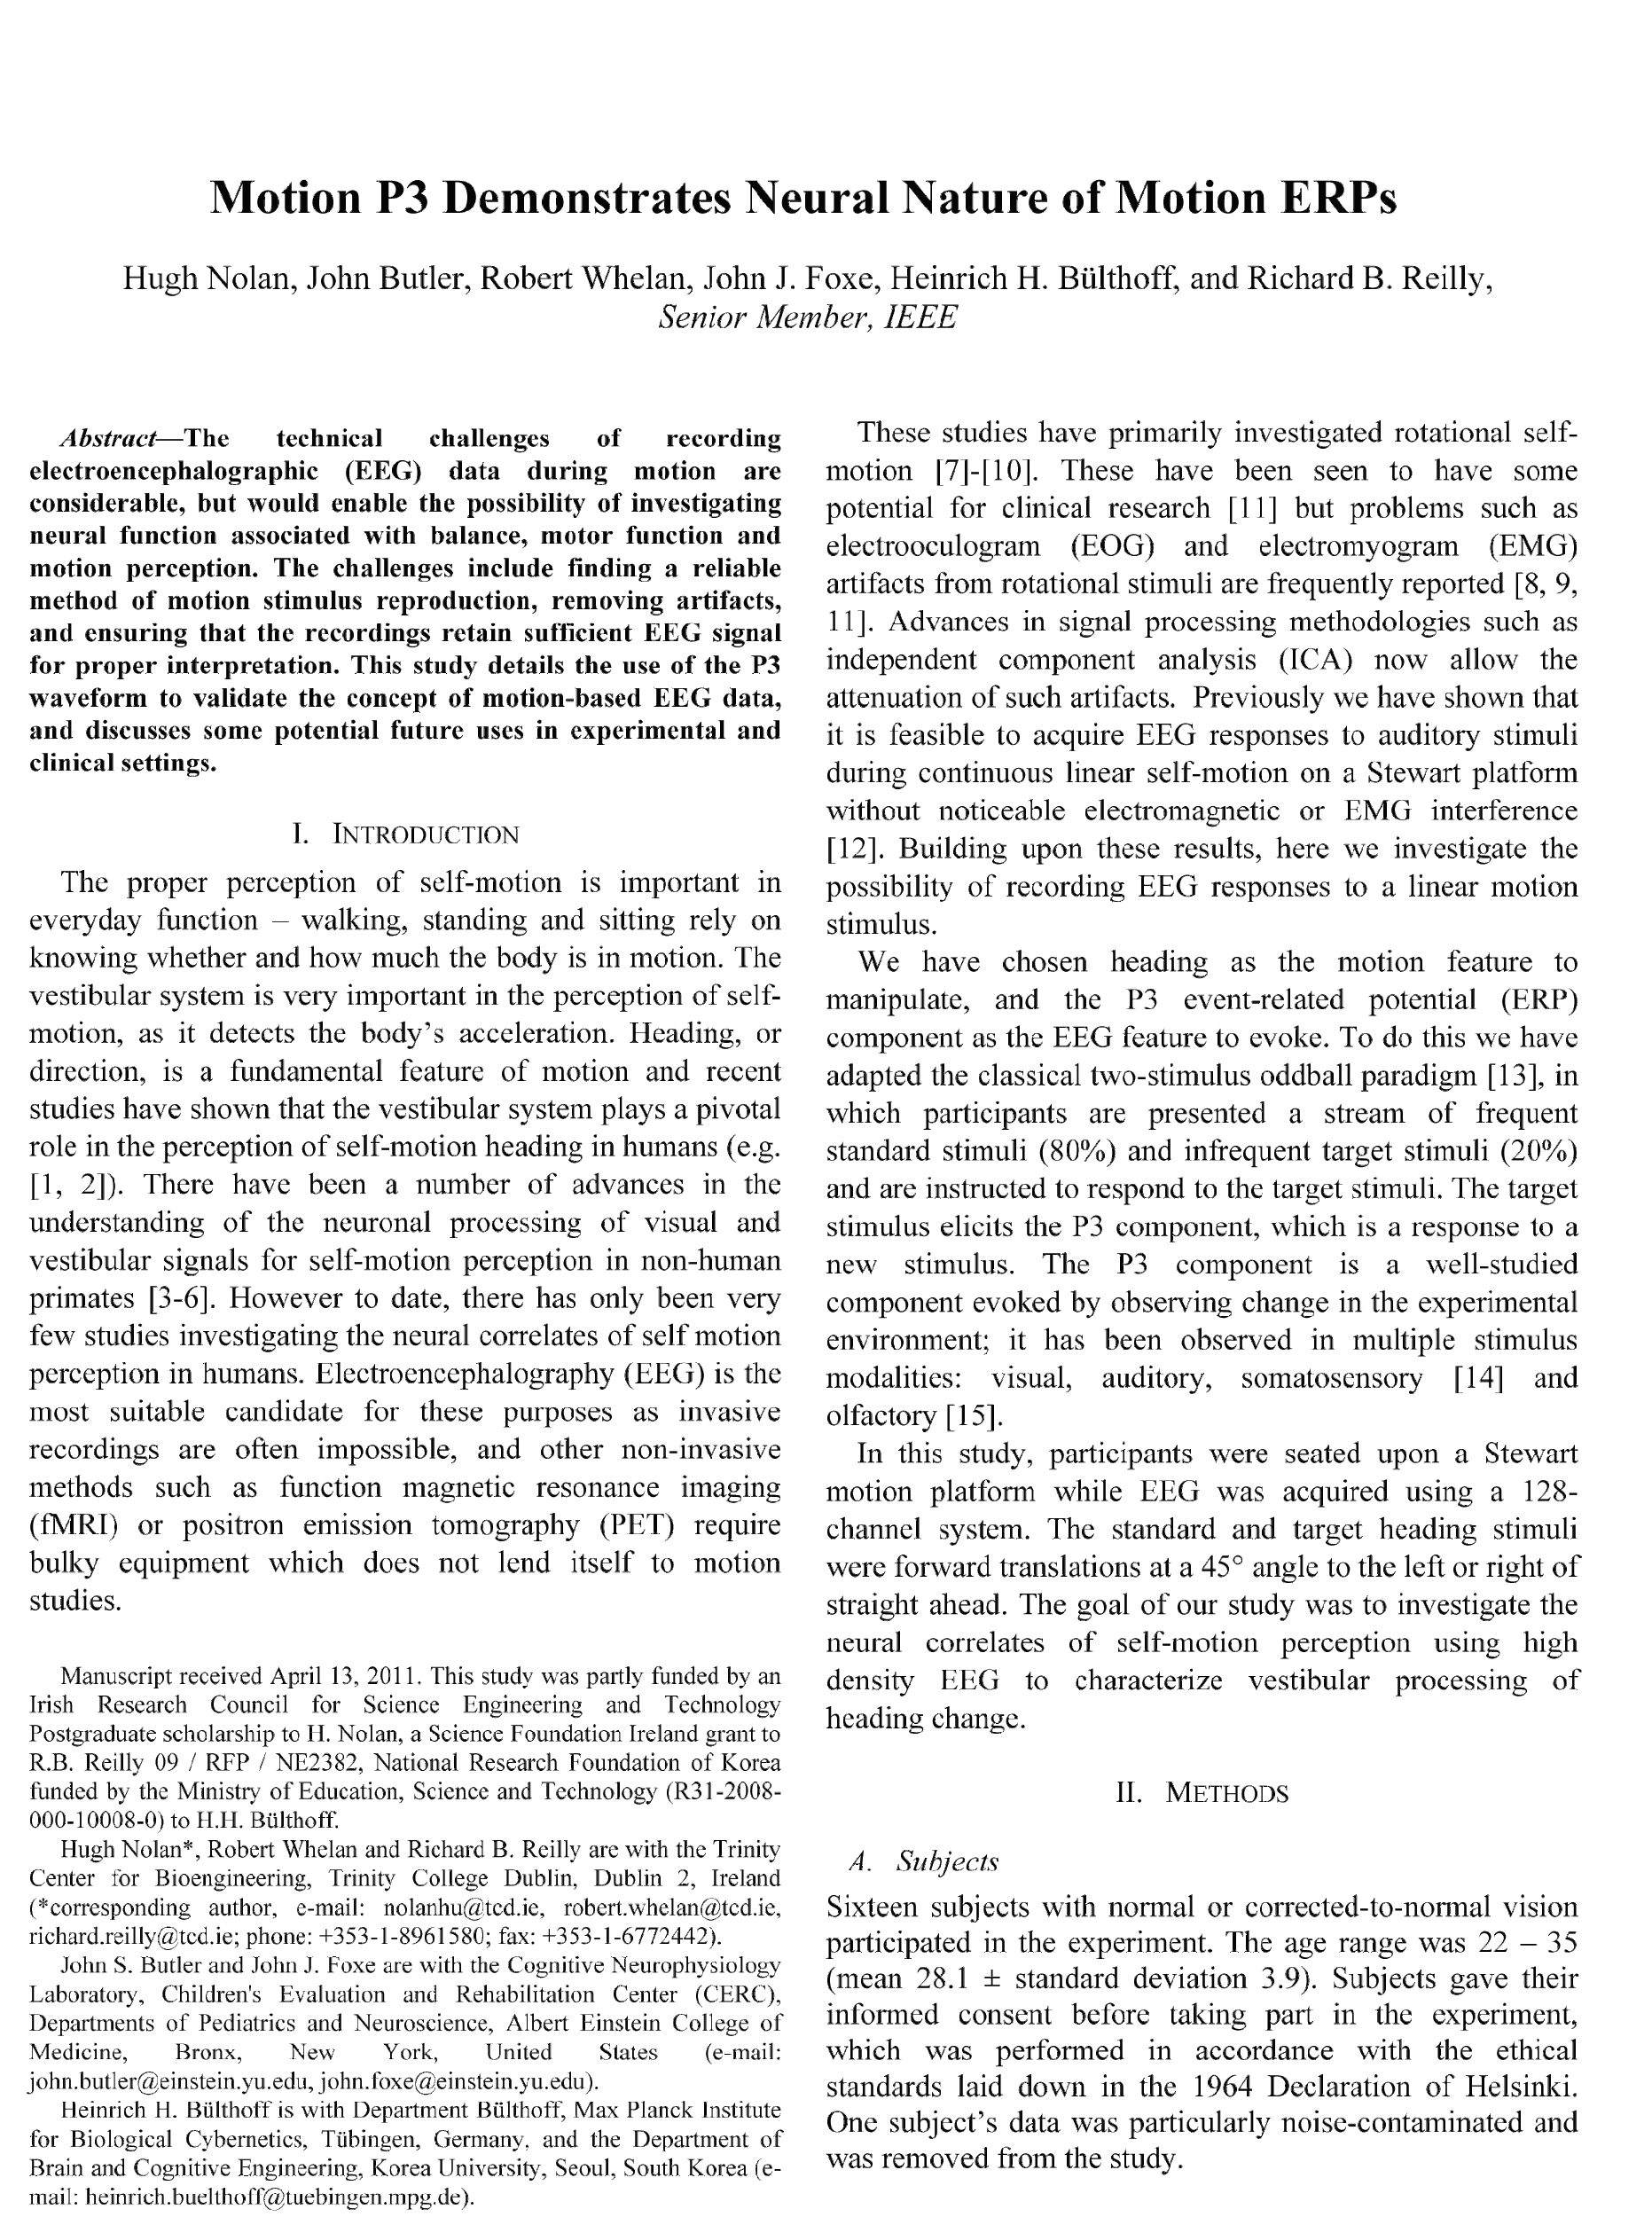 Motion P3 Demonstrates Neural Nature of Motion ERPs
Hugh Nolan, John Butler, Robert Whelan, John J. Foxe, Heinrich H. Bülthoff, and Richard B. Reilly,
Senior Member, IEEE
Abstract—The technical challenges of recording
electroencephalographic (EEG) data during motion are
considerable, but would enable the possibility of investigating
neural function associated with balance, motor function and
motion perception. The challenges include finding a reliable
method of motion stimulus reproduction, removing artifacts,
and ensuring that the recordings retain sufficient EEG signal
for proper interpretation. This study details the use of the P3
waveform to validate the concept of motion-based EEG data,
and discusses some potential future uses in experimental and
clinical settings.
I. INTRODUCTION
The proper perception of self-motion is important in
everyday function – walking, standing and sitting rely on
knowing whether and how much the body is in motion. The
vestibular system is very important in the perception of self-
motion, as it detects the body's acceleration. Heading, or
direction, is a fundamental feature of motion and recent
studies have shown that the vestibular system plays a pivotal
role in the perception of self-motion heading in humans (e.g.
[1, 2]). There have been a number of advances in the
understanding of the neuronal processing of visual and
vestibular signals for self-motion perception in non-human
primates [3-6]. However to date, there has only been very
few studies investigating the neural correlates of self motion
perception in humans. Electroencephalography (EEG) is the
most suitable candidate for these purposes as invasive
recordings are often impossible, and other non-invasive
methods such as function magnetic resonance imaging
(fMRI) or positron emission tomography (PET) require
bulky equipment which does not lend itself to motion
studies.
Manuscript received April 13, 2011. This study was partly funded by an
Irish Research Council for Science Engineering and Technology
Postgraduate scholarship to H. Nolan, a Science Foundation Ireland grant to
R.B. Reilly 09 / RFP / NE2382, National Research Foundation of Korea
funded by the Ministry of Education, Science and Technology (R31-2008-
000-10008-0) to H.H. Bülthoff.
Hugh Nolan*, Robert Whelan and Richard B. Reilly are with the Trinity
Center for Bioengineering, Trinity College Dublin, Dublin 2, Ireland
(*corresponding author, e-mail: nolanhu@tcd.ie, robert.whelan@tcd.ie,
richard.reilly@tcd.ie; phone: +353-1-8961580; fax: +353-1-6772442).
John S. Butler and John J. Foxe are with the Cognitive Neurophysiology
Laboratory, Children's Evaluation and Rehabilitation Center (CERC),
Departments of Pediatrics and Neuroscience, Albert Einstein College of
Medicine, Bronx, New York, United States (e-mail:
john.butler@einstein.yu.edu, john.foxe@einstein.yu.edu).
Heinrich H. Bülthoff is with Department Bülthoff, Max Planck Institute
for Biological Cybernetics, Tübingen, Germany, and the Department of
Brain and Cognitive Engineering, Korea University, Seoul, South Korea (e-
mail: heinrich.buelthoff@tuebingen.mpg.de).
These studies have primarily investigated rotational self-
motion [7]-[10]. These have been seen to have some
potential for clinical research [11] but problems such as
electrooculogram (EOG) and electromyogram (EMG)
artifacts from rotational stimuli are frequently reported [8, 9,
11]. Advances in signal processing methodologies such as
independent component analysis (ICA) now allow the
attenuation of such artifacts. Previously we have shown that
it is feasible to acquire EEG responses to auditory stimuli
during continuous linear self-motion on a Stewart platform
without noticeable electromagnetic or EMG interference
[12]. Building upon these results, here we investigate the
possibility of recording EEG responses to a linear motion
stimulus.
We have chosen heading as the motion feature to
manipulate, and the P3 event-related potential (ERP)
component as the EEG feature to evoke. To do this we have
adapted the classical two-stimulus oddball paradigm [13], in
which participants are presented a stream of frequent
standard stimuli (80%) and infrequent target stimuli (20%)
and are instructed to respond to the target stimuli. The target
stimulus elicits the P3 component, which is a response to a
new stimulus. The P3 component is a well-studied
component evoked by observing change in the experimental
environment; it has been observed in multiple stimulus
modalities: visual, auditory, somatosensory [14] and
olfactory [15].
In this study, participants were seated upon a Stewart
motion platform while EEG was acquired using a 128-
channel system. The standard and target heading stimuli
were forward translations at a 45° angle to the left or right of
straight ahead. The goal of our study was to investigate the
neural correlates of self-motion perception using high
density EEG to characterize vestibular processing of
heading change.
II. METHODS
A. Subjects
Sixteen subjects with normal or corrected-to-normal vision
participated in the experiment. The age range was 22 – 35
(mean 28.1 ± standard deviation 3.9). Subjects gave their
informed consent before taking part in the experiment,
which was performed in accordance with the ethical
standards laid down in the 1964 Declaration of Helsinki.
One subject's data was particularly noise-contaminated and
was removed from the study.